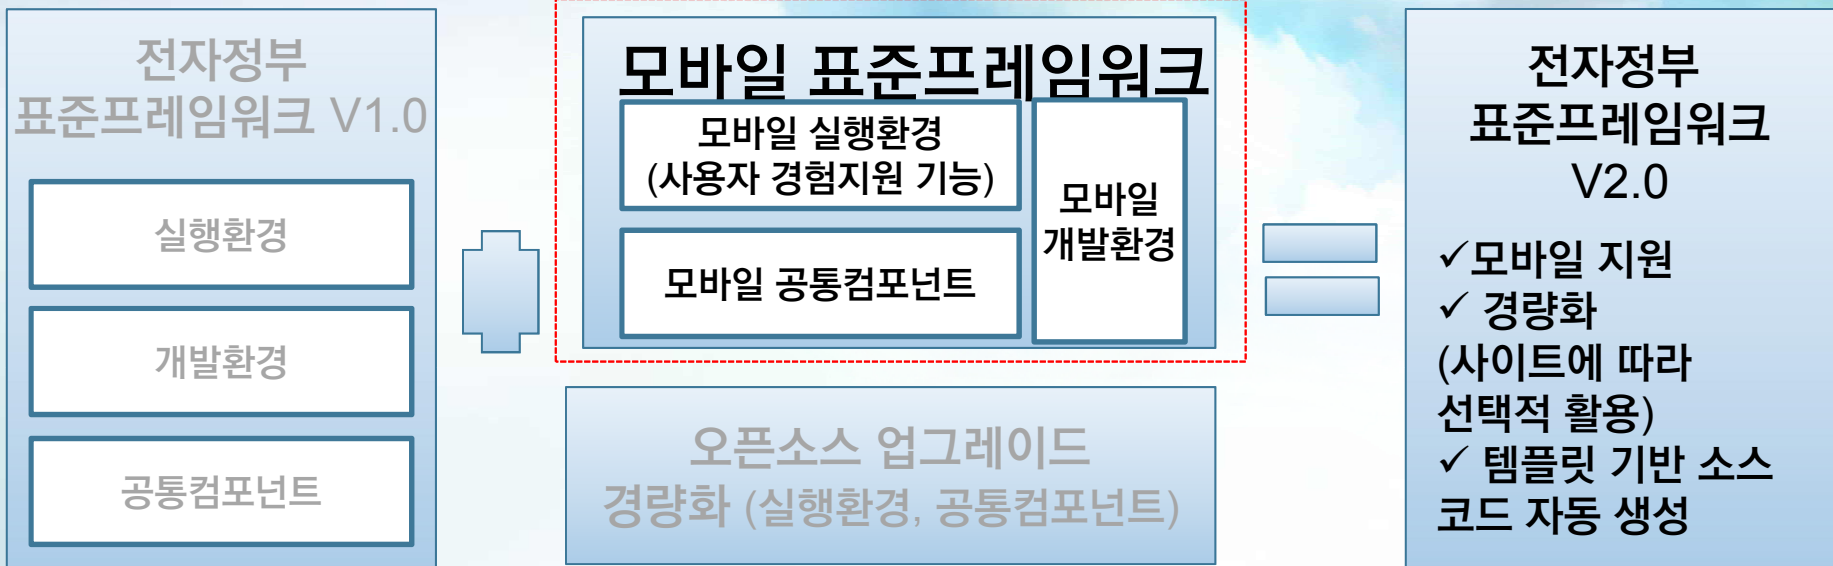 전자정부
표준프레임워크 V1.0
실행환경
개발환경
공통컴포넌트
모바일 표준프레임워크
모바일 실행환경
(사용자 경험지원 기능)
모바일 공통컴포넌트
모바일
개발환경
오픈소스 업그레이드
경량화 (실행환경, 공통컴포넌트)
전자정부
표준프레임워크
V2.0
✓모바일 지원
✓ 경량화
(사이트에 따라
선택적 활용)
✓ 템플릿 기반 소스
코드 자동 생성